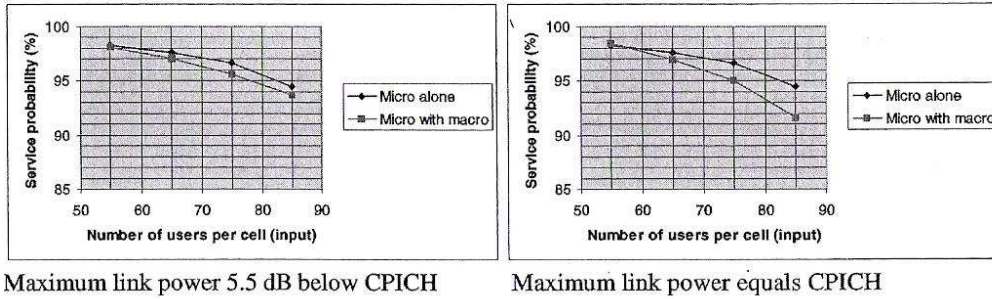 100
95
90
85
50 60 70 80 90
Service probability (%)
Number of users per cell (input)
Micro alone
Micro with macro
Maximum link power 5.5 dB below CPICH
100
95
90
85
50 60 70 80 90
Service probability (%)
Number of users per cell (input)
Micro alone
Micro with macro
Maximum link power equals CPICH